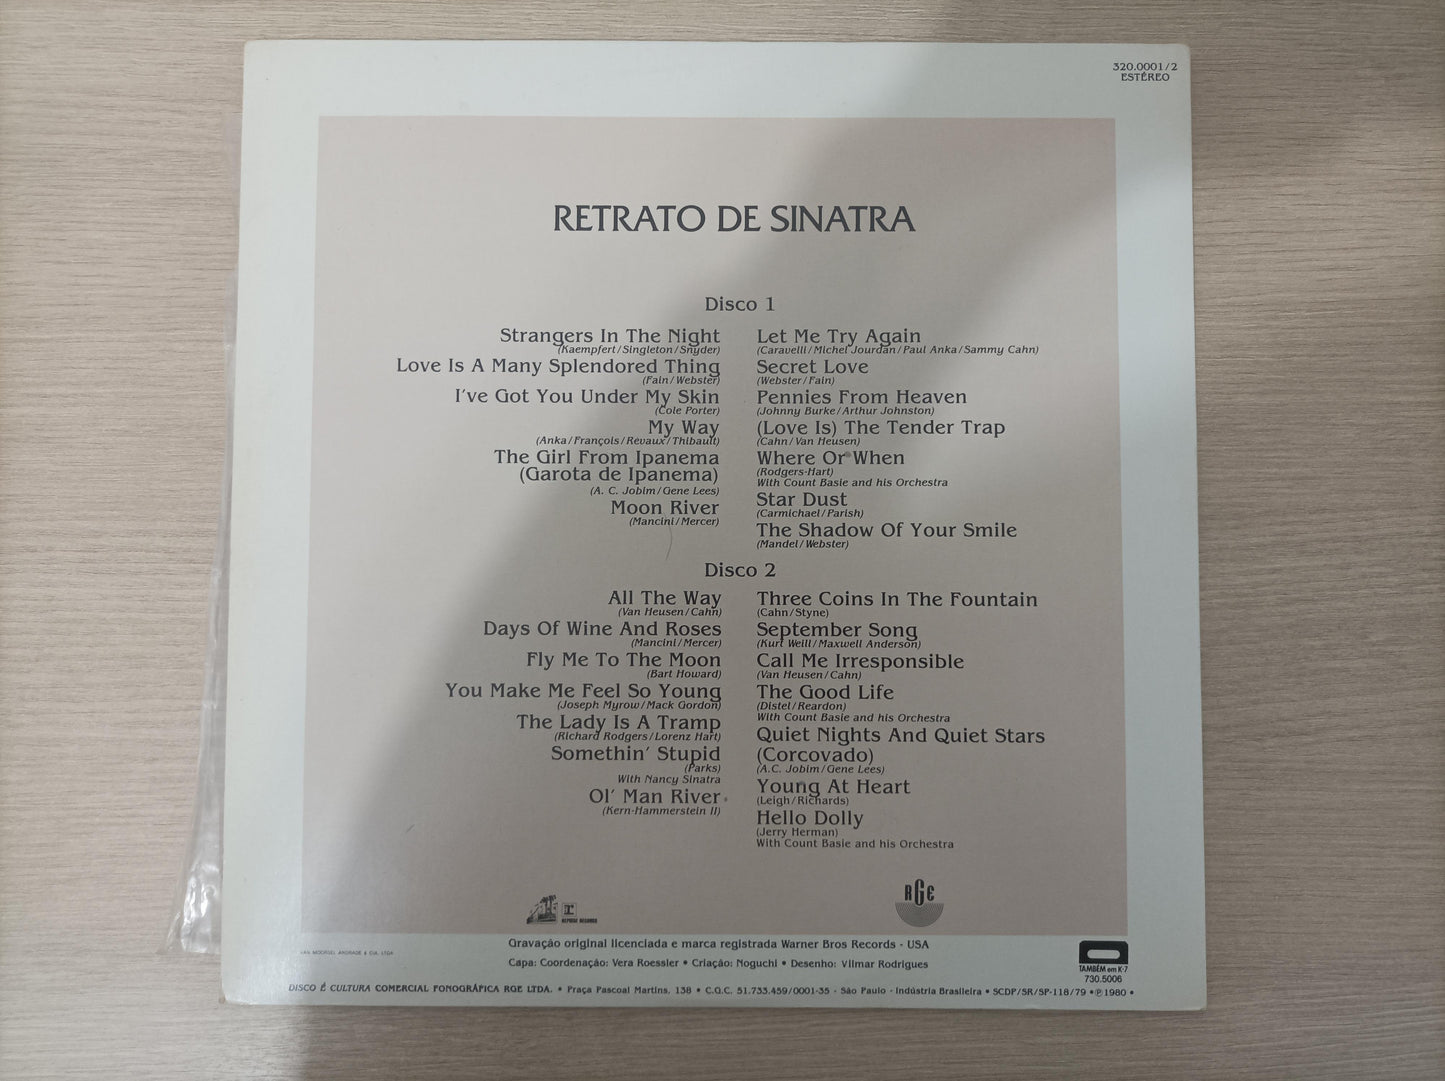 320.0001/2
ESTÉREO
RETRATO DE SINATRA
Disco 1
Strangers In The Night
(Kaempfert/Singleton/Snyder)
Love Is A Many Splendored Thing
(Fain/Webster)
I've Got You Under My Skin
(Cole Porter)
My Way
(Anka/François/Revaux/Thibault)
The Girl From Ipanema
(Garota de Ipanema)
(A. C. Jobim/Gene Lees)
Moon River
(Mancini/Mercer)
Let Me Try Again
(Caravelli/Michel Jourdan/Paul Anka/Sammy Cahn)
Secret Love
(Webster/Fain)
Pennies From Heaven
(Johnny Burke/Arthur Johnston)
(Love Is) The Tender Trap
(Cahn/Van Heusen)
Where Or When
(Rodgers-Hart)
With Count Basie and his Orchestra
Star Dust
(Carmichael/Parish)
The Shadow Of Your Smile
(Mandel/Webster)
Disco 2
All The Way
(Van Heusen/Cahn)
Days Of Wine And Roses
(Mancini/Mercer)
Fly Me To The Moon
(Bart Howard)
You Make Me Feel So Young
(Joseph Myrow/Mack Gordon)
The Lady Is A Tramp
(Richard Rodgers/Lorenz Hart)
Somethin' Stupid
(Parks)
With Nancy Sinatra
Ol' Man River
(Kern-Hammerstein II)
Three Coins In The Fountain
(Cahn/Styne)
September Song
(Kurt Weill/Maxwell Anderson)
Call Me Irresponsible
(Van Heusen/Cahn)
The Good Life
(Distel/Reardon)
With Count Basie and his Orchestra
Quiet Nights And Quiet Stars
(Corcovado)
(A.C. Jobim/Gene Lees)
Young At Heart
(Leigh/Richards)
Hello Dolly
(Jerry Herman)
With Count Basie and his Orchestra
r
REPRISE RECORDS
RGE
Gravação original licenciada e marca registrada Warner Bros Records - USA
VAN MOORSEL ANDRADE & CIA. LTDA
Capa: Coordenação: Vera Roessler • Criação: Noguchi • Desenho: Vilmar Rodrigues
TAMBÉM em K-7
730.5006
DISCO É CULTURA COMERCIAL FONOGRÁFICA RGE LTDA. • Praça Pascoal Martins, 138 • C.G.C. 51.733.459/0001-35 - São Paulo - Indústria Brasileira • SCDP/SR/SP-118/79 • ℗ 1980 •